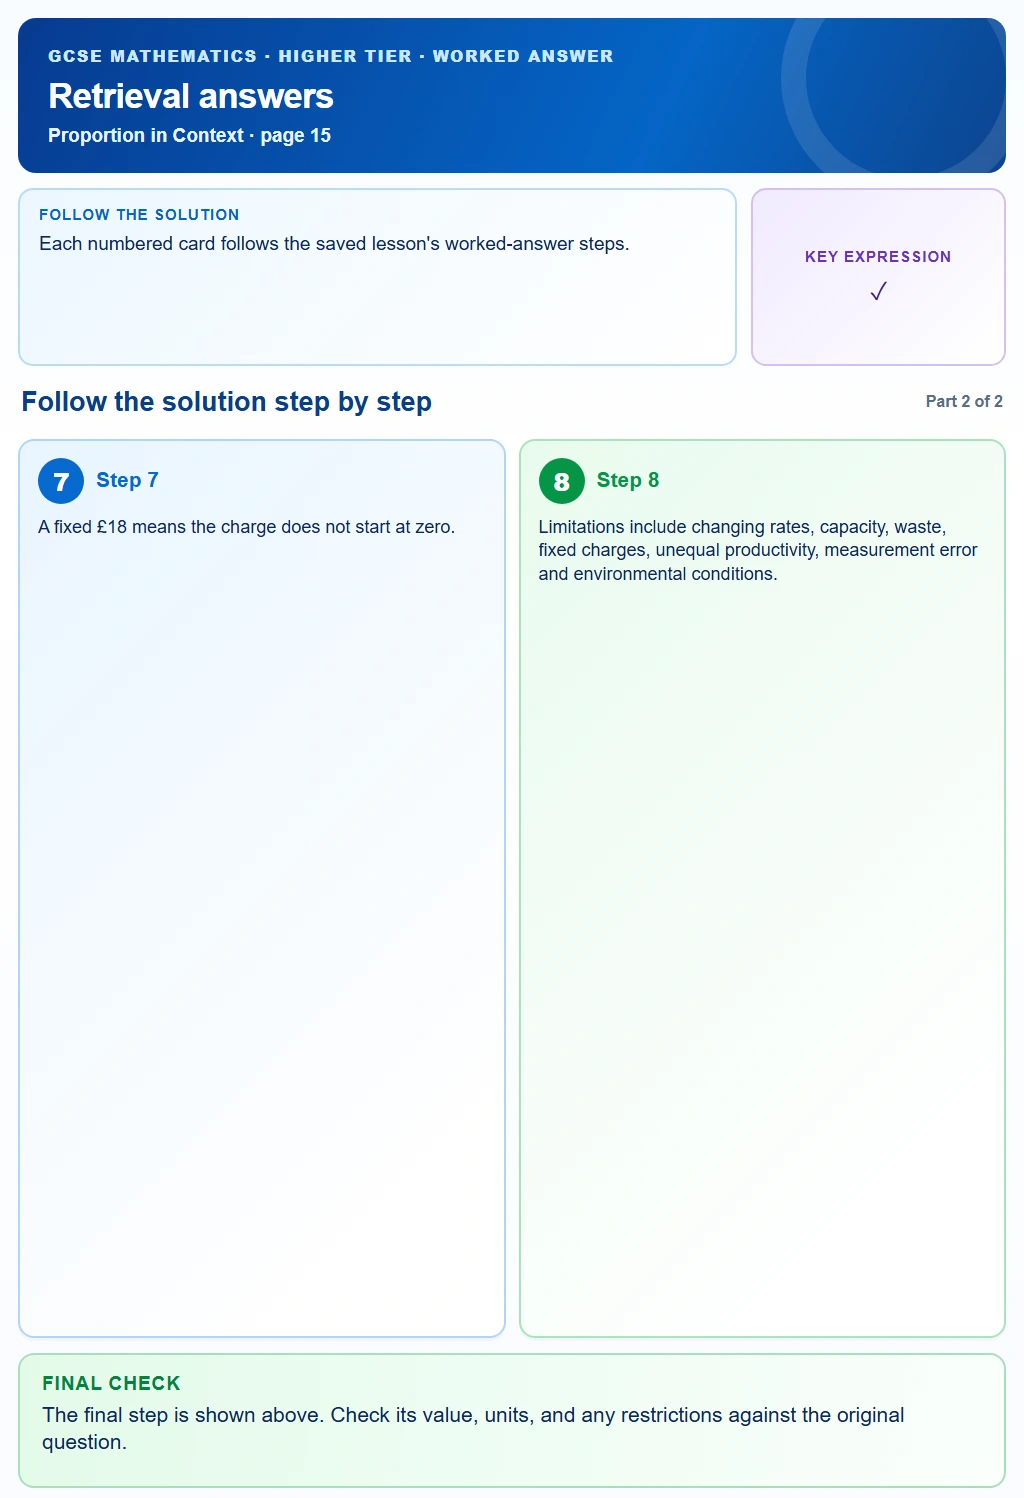 GCSE MATHEMATICS · HIGHER TIER · WORKED ANSWER
Retrieval answers
Proportion in Context · page 15
FOLLOW THE SOLUTION
Each numbered card follows the saved lesson's worked-answer steps.
KEY EXPRESSION
✓
Follow the solution step by step
Part 2 of 2
7 Step 7
A fixed £18 means the charge does not start at zero.
8 Step 8
Limitations include changing rates, capacity, waste,
fixed charges, unequal productivity, measurement error
and environmental conditions.
FINAL CHECK
The final step is shown above. Check its value, units, and any restrictions against the original
question.